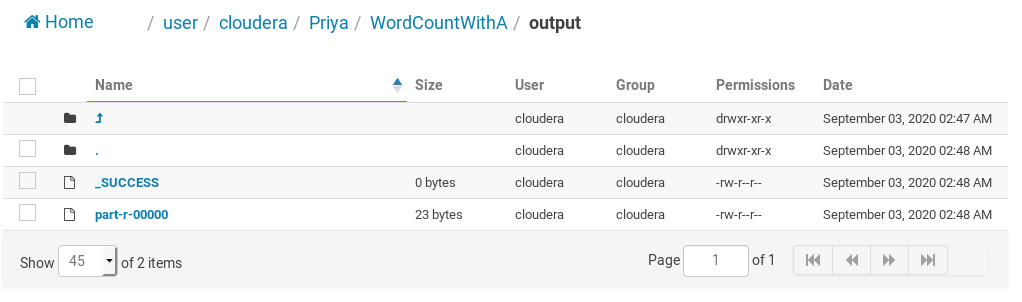 Home / user / cloudera / Priya / WordCountWithA / output
Name Size User Group Permissions Date
cloudera cloudera drwxr-xr-x September 03, 2020 02:47 AM
. cloudera cloudera drwxr-xr-x September 03, 2020 02:48 AM
_SUCCESS 0 bytes cloudera cloudera -rw-r--r-- September 03, 2020 02:48 AM
part-r-00000 23 bytes cloudera cloudera -rw-r--r-- September 03, 2020 02:48 AM
Show 45 of 2 items Page 1 of 1